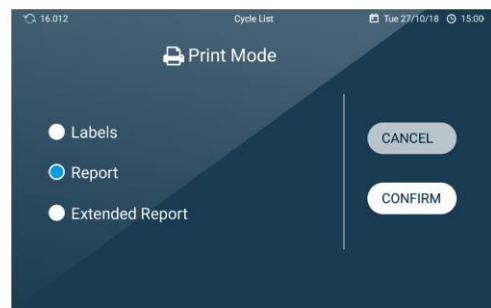 16.012 Cycle List Tue 27/10/18 15:00
Print Mode
Labels
Report
Extended Report
CANCEL
CONFIRM